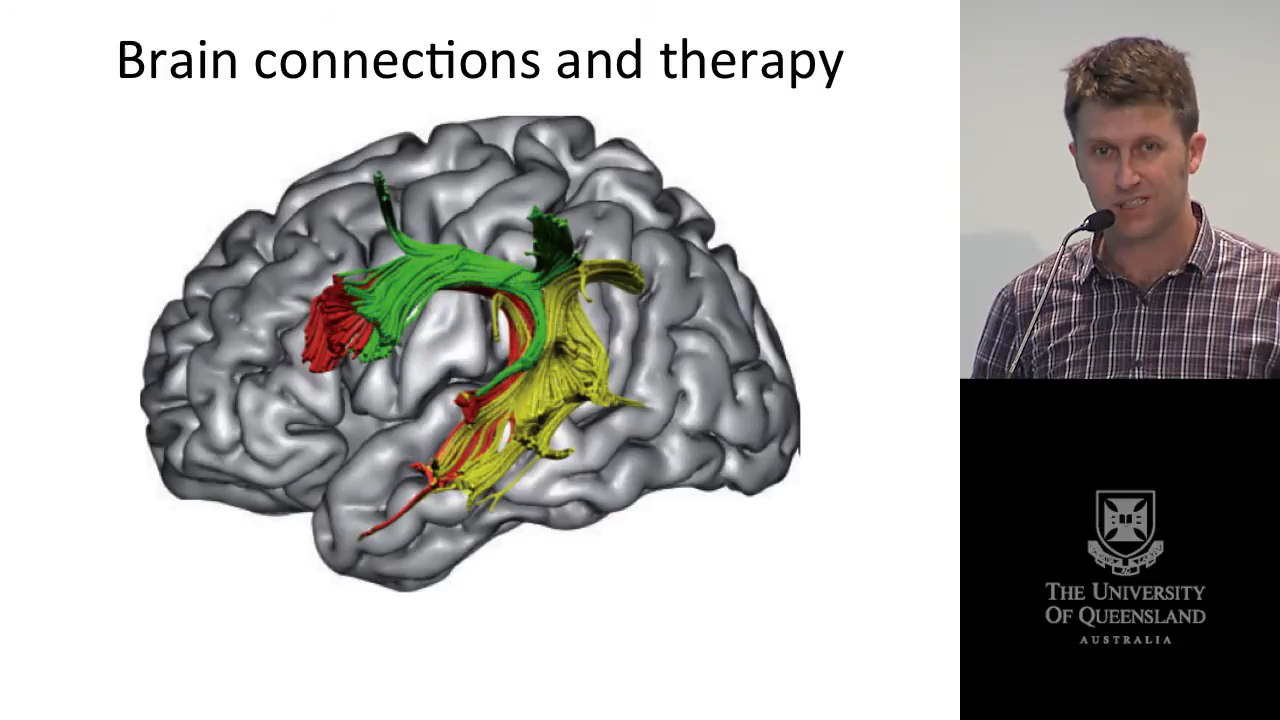 Brain connections and therapy
THE UNIVERSITY
OF QUEENSLAND
AUSTRALIA